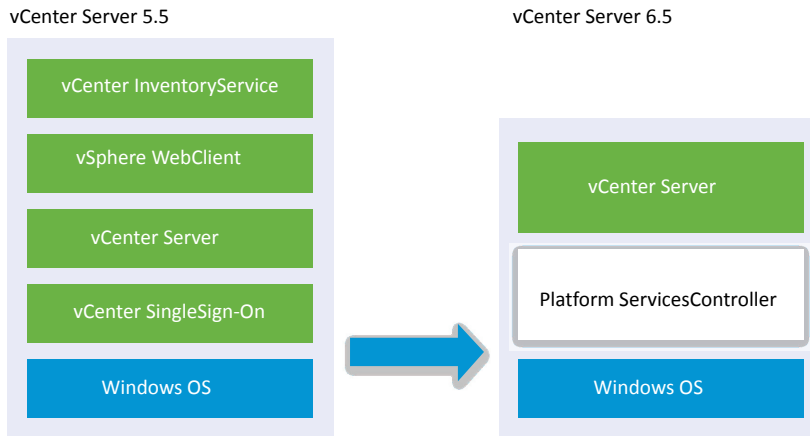 vCenter Server 5.5
vCenter InventoryService
vSphere WebClient
vCenter Server
vCenter SingleSign-On
Windows OS
vCenter Server 6.5
vCenter Server
Platform ServicesController
Windows OS